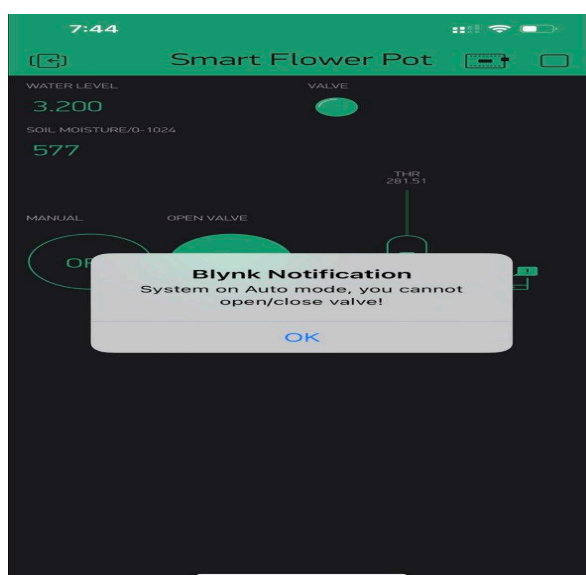 7:44
Smart Flower Pot
WATER LEVEL
VALVE
3.200
SOIL MOISTURE/0-1024
577
THR
281.51
MANUAL
OPEN VALVE
Blynk Notification
System on Auto mode, you cannot
open/close valve!
OK